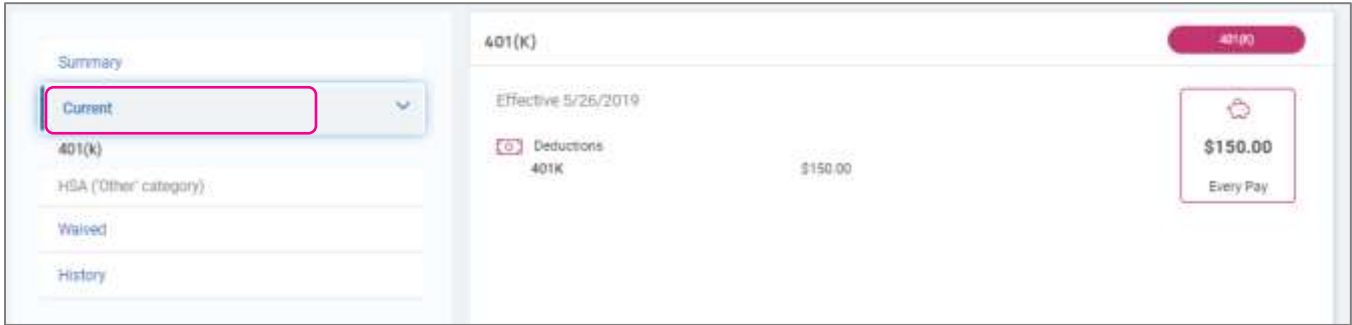 Summary
Current
401(k)
HSA ('Other' category)
Waived
History
401(K)
401(K)
Effective 5/26/2019
Deductions
401K $150.00
$150.00
Every Pay